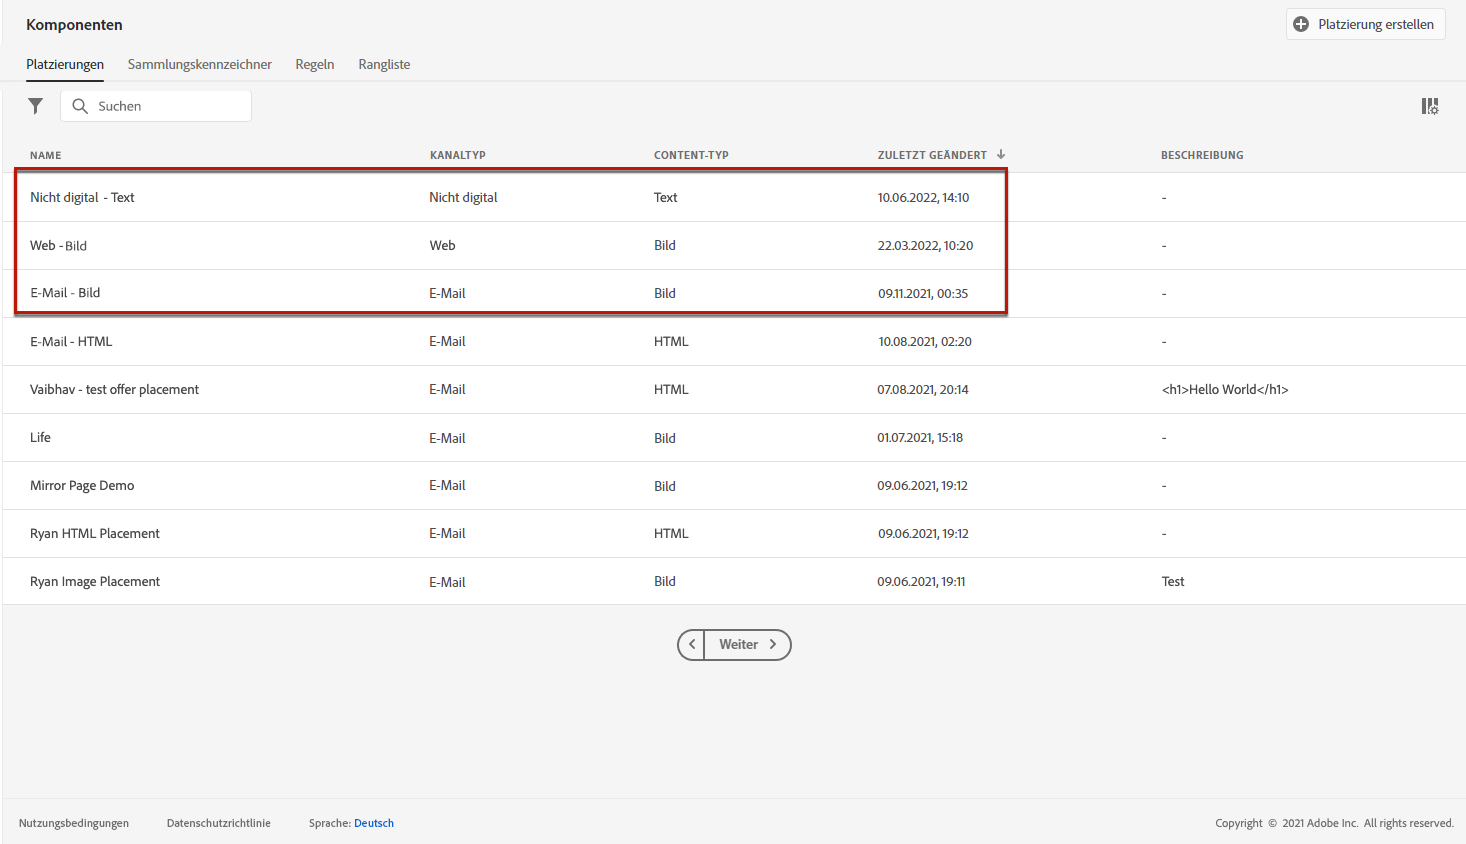 Komponenten
Platzierung erstellen
Platzierungen Sammlungskennzeichner Regeln Rangliste
Suchen
NAME KANALTYP CONTENT-TYP ZULETZT GEÄNDERT BESCHREIBUNG
Nicht digital - Text Nicht digital Text 10.06.2022, 14:10 -
Web - Bild Web Bild 22.03.2022, 10:20 -
E-Mail - Bild E-Mail Bild 09.11.2021, 00:35 -
E-Mail - HTML E-Mail HTML 10.08.2021, 02:20 -
Vaibhav - test offer placement E-Mail HTML 07.08.2021, 20:14 <h1>Hello World</h1>
Life E-Mail Bild 01.07.2021, 15:18 -
Mirror Page Demo E-Mail Bild 09.06.2021, 19:12 -
Ryan HTML Placement E-Mail HTML 09.06.2021, 19:12 -
Ryan Image Placement E-Mail Bild 09.06.2021, 19:11 Test
Weiter
Nutzungsbedingungen Datenschutzrichtlinie Sprache: Deutsch Copyright © 2021 Adobe Inc. All rights reserved.